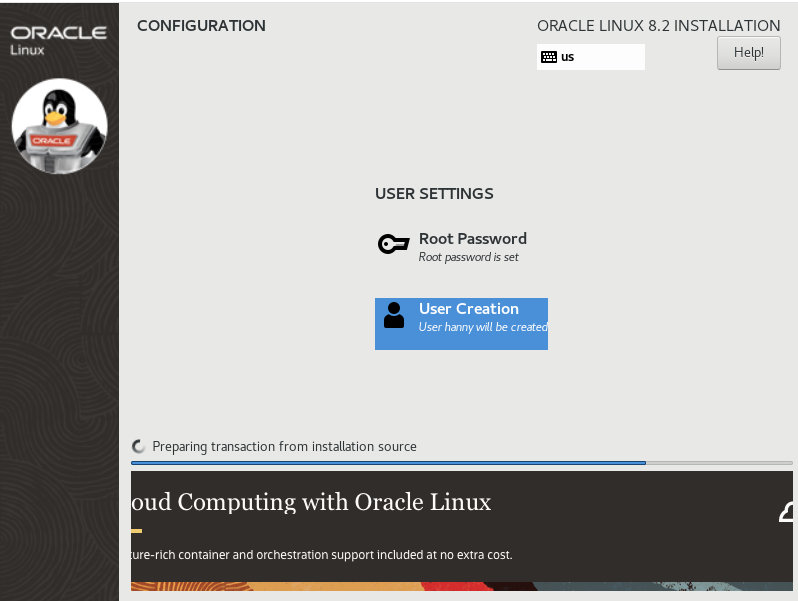 ORACLE
Linux
ORACLE
CONFIGURATION
ORACLE LINUX 8.2 INSTALLATION
us
Help!
USER SETTINGS
Root Password
Root password is set
User Creation
User hanny will be created
Preparing transaction from installation source
oud Computing with Oracle Linux
ture-rich container and orchestration support included at no extra cost.